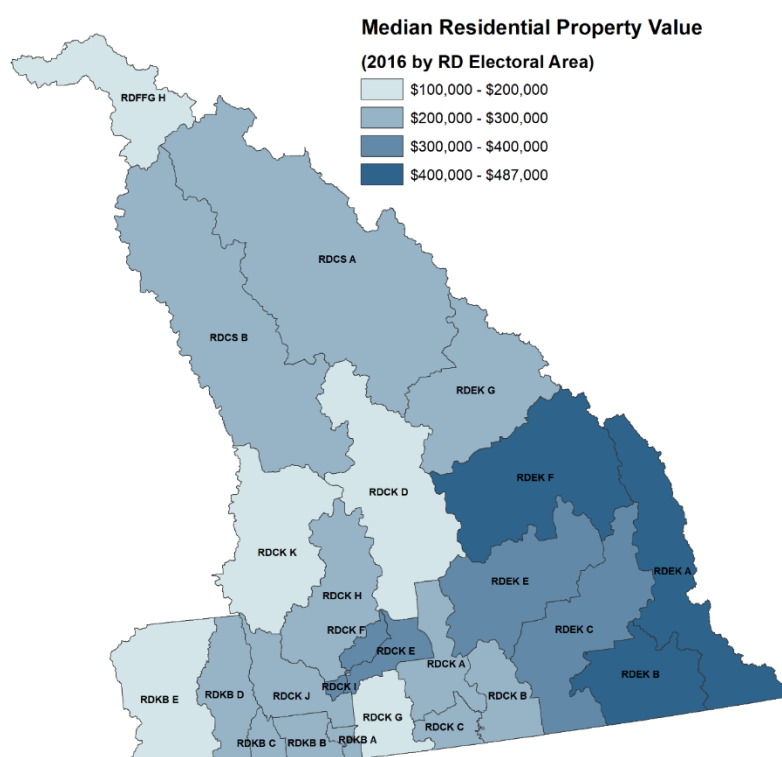 Median Residential Property Value
(2016 by RD Electoral Area)
$100,000 - $200,000
$200,000 - $300,000
$300,000 - $400,000
$400,000 - $487,000
RDFFG H
RDCS A
RDCS B
RDEK G
RDEK F
RDCK D
RDCK K
RDEK A
RDEK E
RDCK H
RDCK F
RDEK C
RDCK E
RDCK A
RDEK B
RDCK I
RDKB E
RDKB D
RDCK J
RDCK B
RDCK G
RDCK C
RDKB A
RDKB C
RDKB B